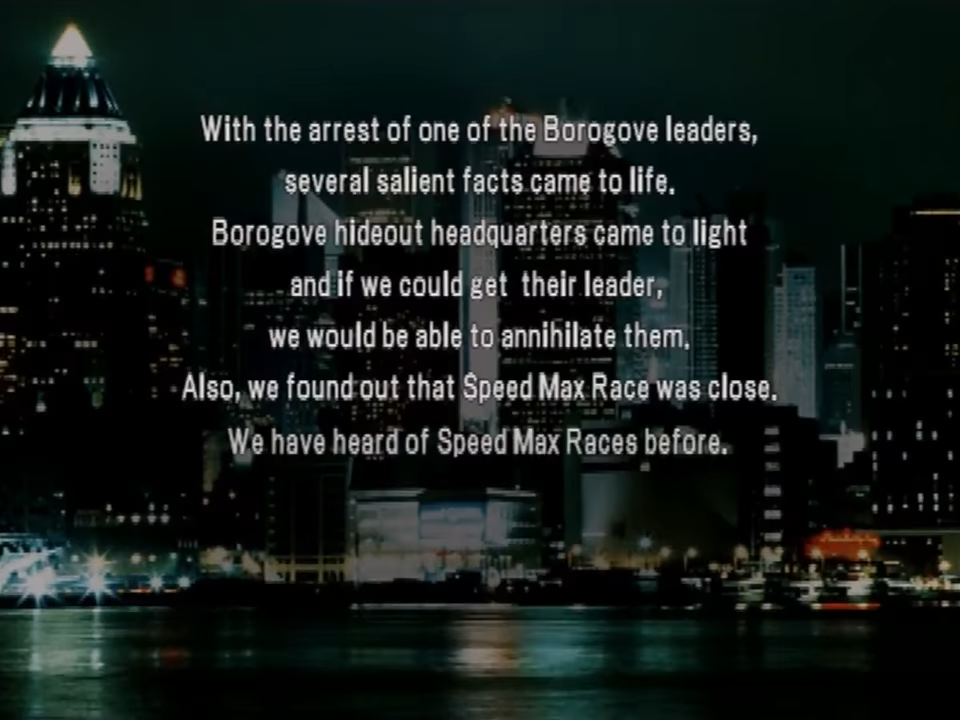 With the arrest of one of the Borogove leaders,
several salient facts came to life.
Borogove hideout headquarters came to light
and if we could get  their leader,
we would be able to annihilate them.
Also, we found out that Speed Max Race was close.
We have heard of Speed Max Races before.